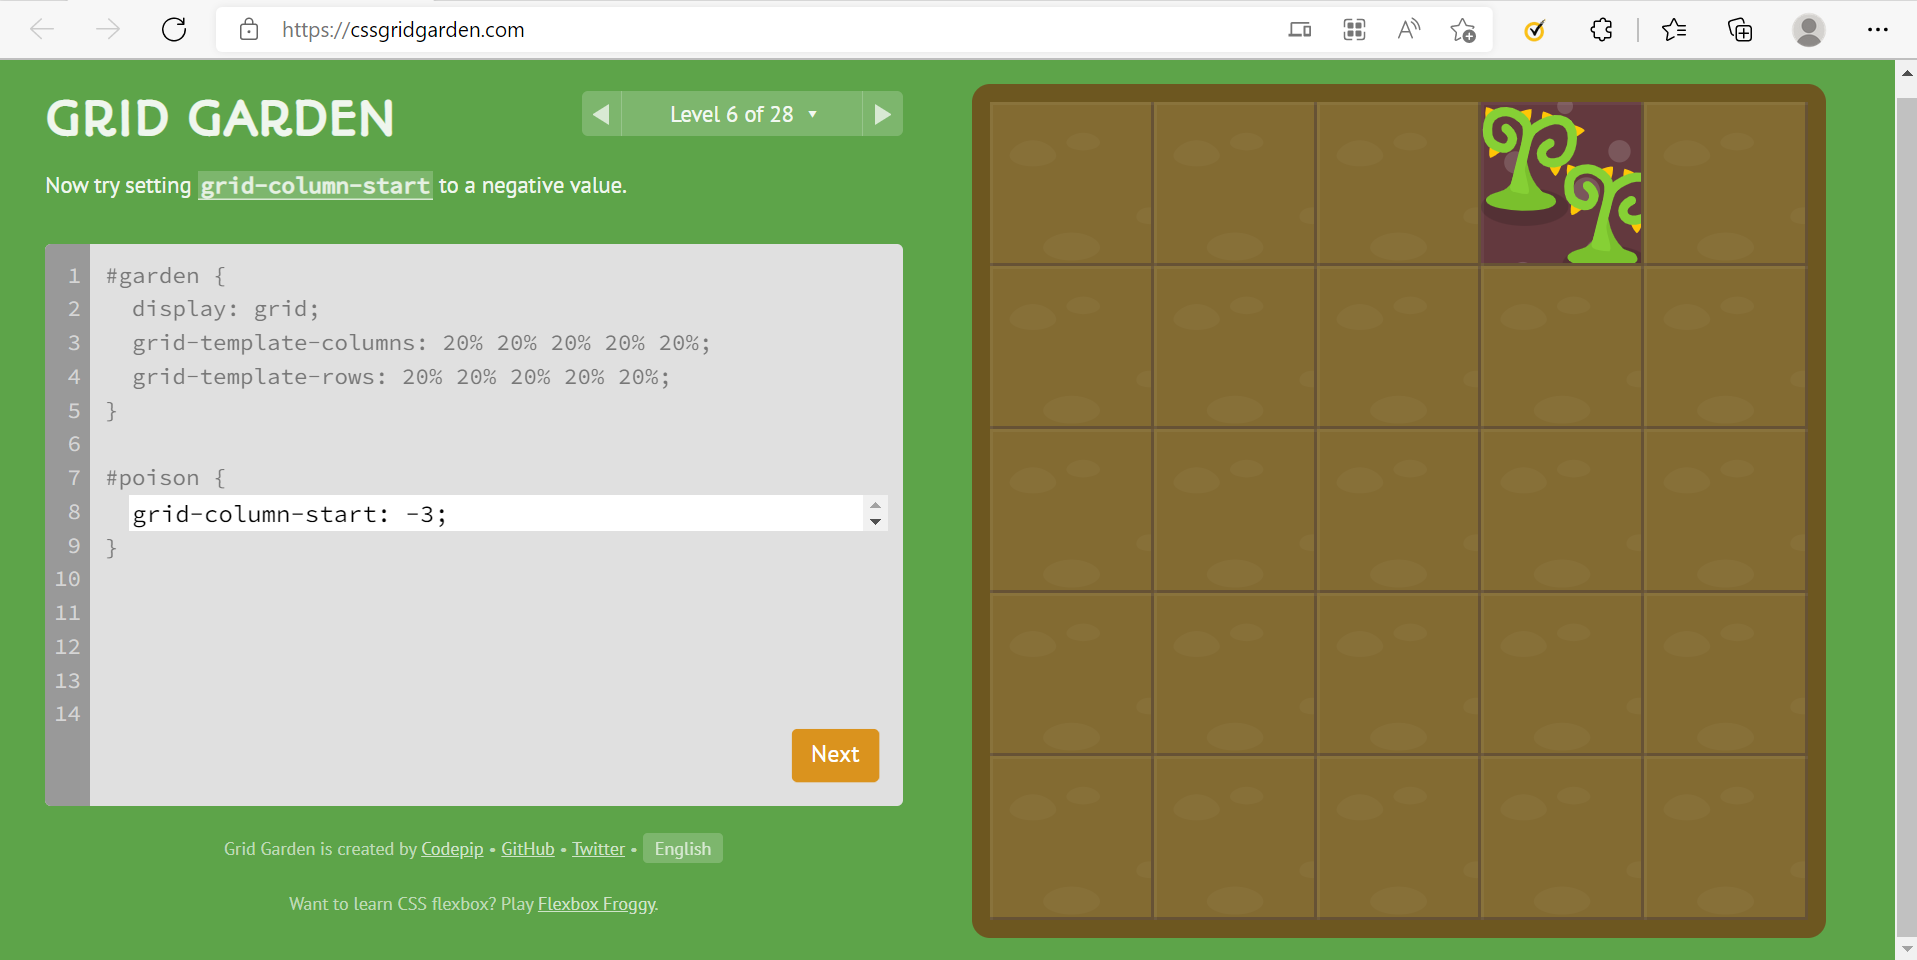 https://cssgridgarden.com
GRID GARDEN
Level 6 of 28
Now try setting grid-column-start to a negative value.
1 #garden {
2 display: grid;
3 grid-template-columns: 20% 20% 20% 20% 20%;
4 grid-template-rows: 20% 20% 20% 20% 20%;
5 }
6
7 #poison {
8 grid-column-start: -3;
9 }
10
11
12
13
14
Next
Grid Garden is created by Codepip • GitHub • Twitter • English
Want to learn CSS flexbox? Play Flexbox Froggy.